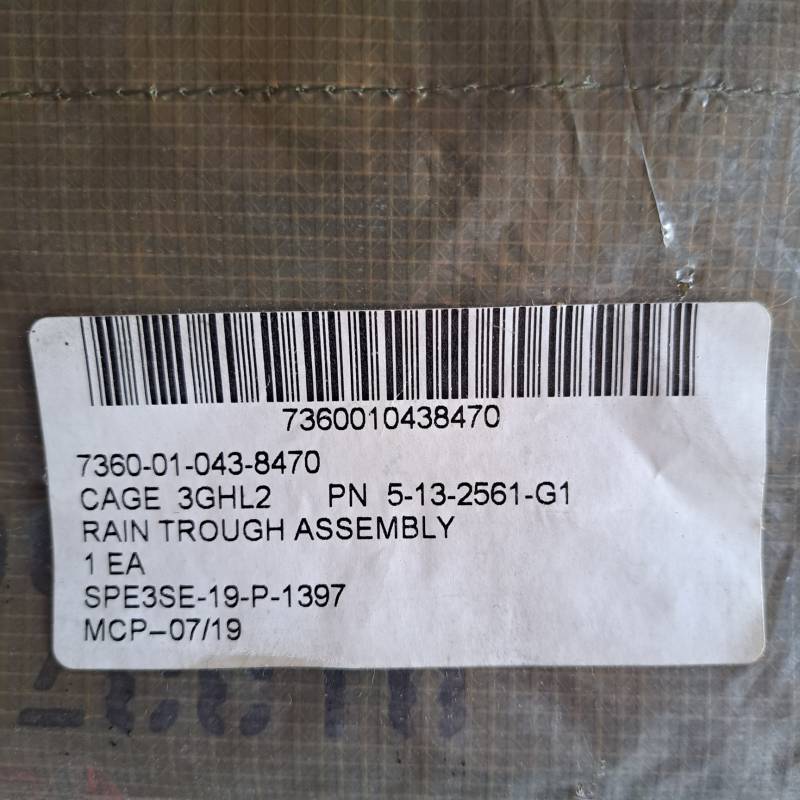 7360010438470
7360-01-043-8470
CAGE 3GHL2 PN 5-13-2561-G1
RAIN TROUGH ASSEMBLY
1 EA
SPE3SE-19-P-1397
MCP–07/19